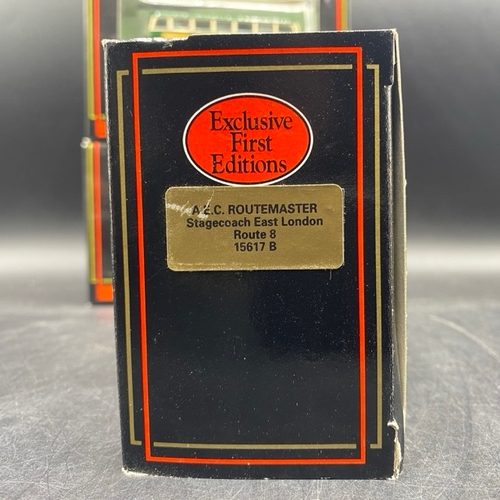 Exclusive
First
Editions
A.E.C. ROUTEMASTER
Stagecoach East London
Route 8
15617 B